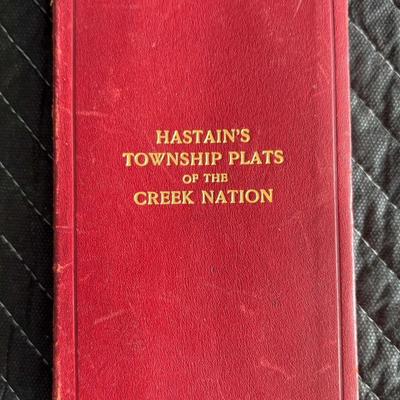 HASTAIN'S
TOWNSHIP PLATS
OF THE
CREEK NATION